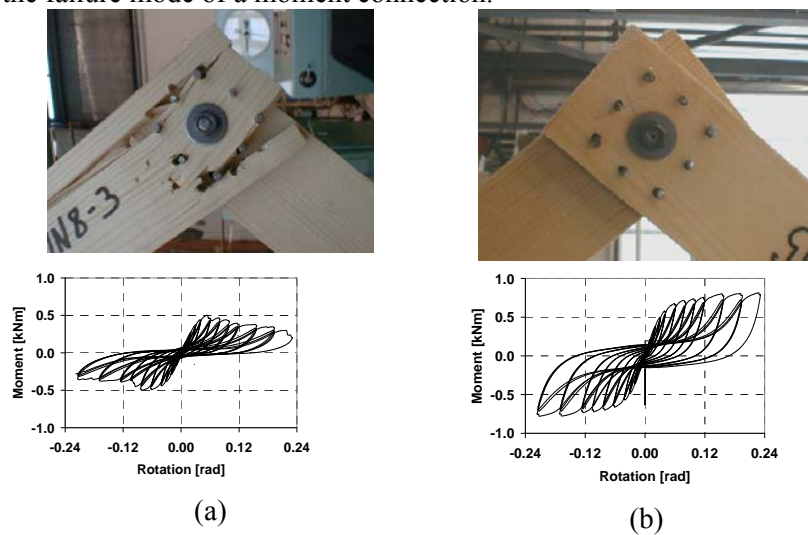 the failure mode of a moment connection.
N8-3
1.0
0.5
0.0
-0.5
-1.0
Moment [kNm]
-0.24 -0.12 0.00 0.12 0.24
Rotation [rad]
(a)
1.0
0.5
0.0
-0.5
-1.0
Moment [kNm]
-0.24 -0.12 0.00 0.12 0.24
Rotation [rad]
(b)